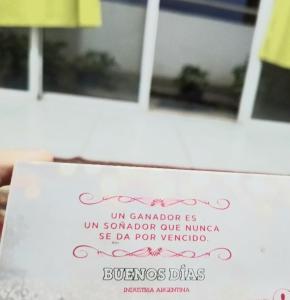 UN GANADOR ES
UN SOÑADOR QUE NUNCA
SE DA POR VENCIDO.
BUENOS DÍAS
INDUSTRIA ARGENTINA